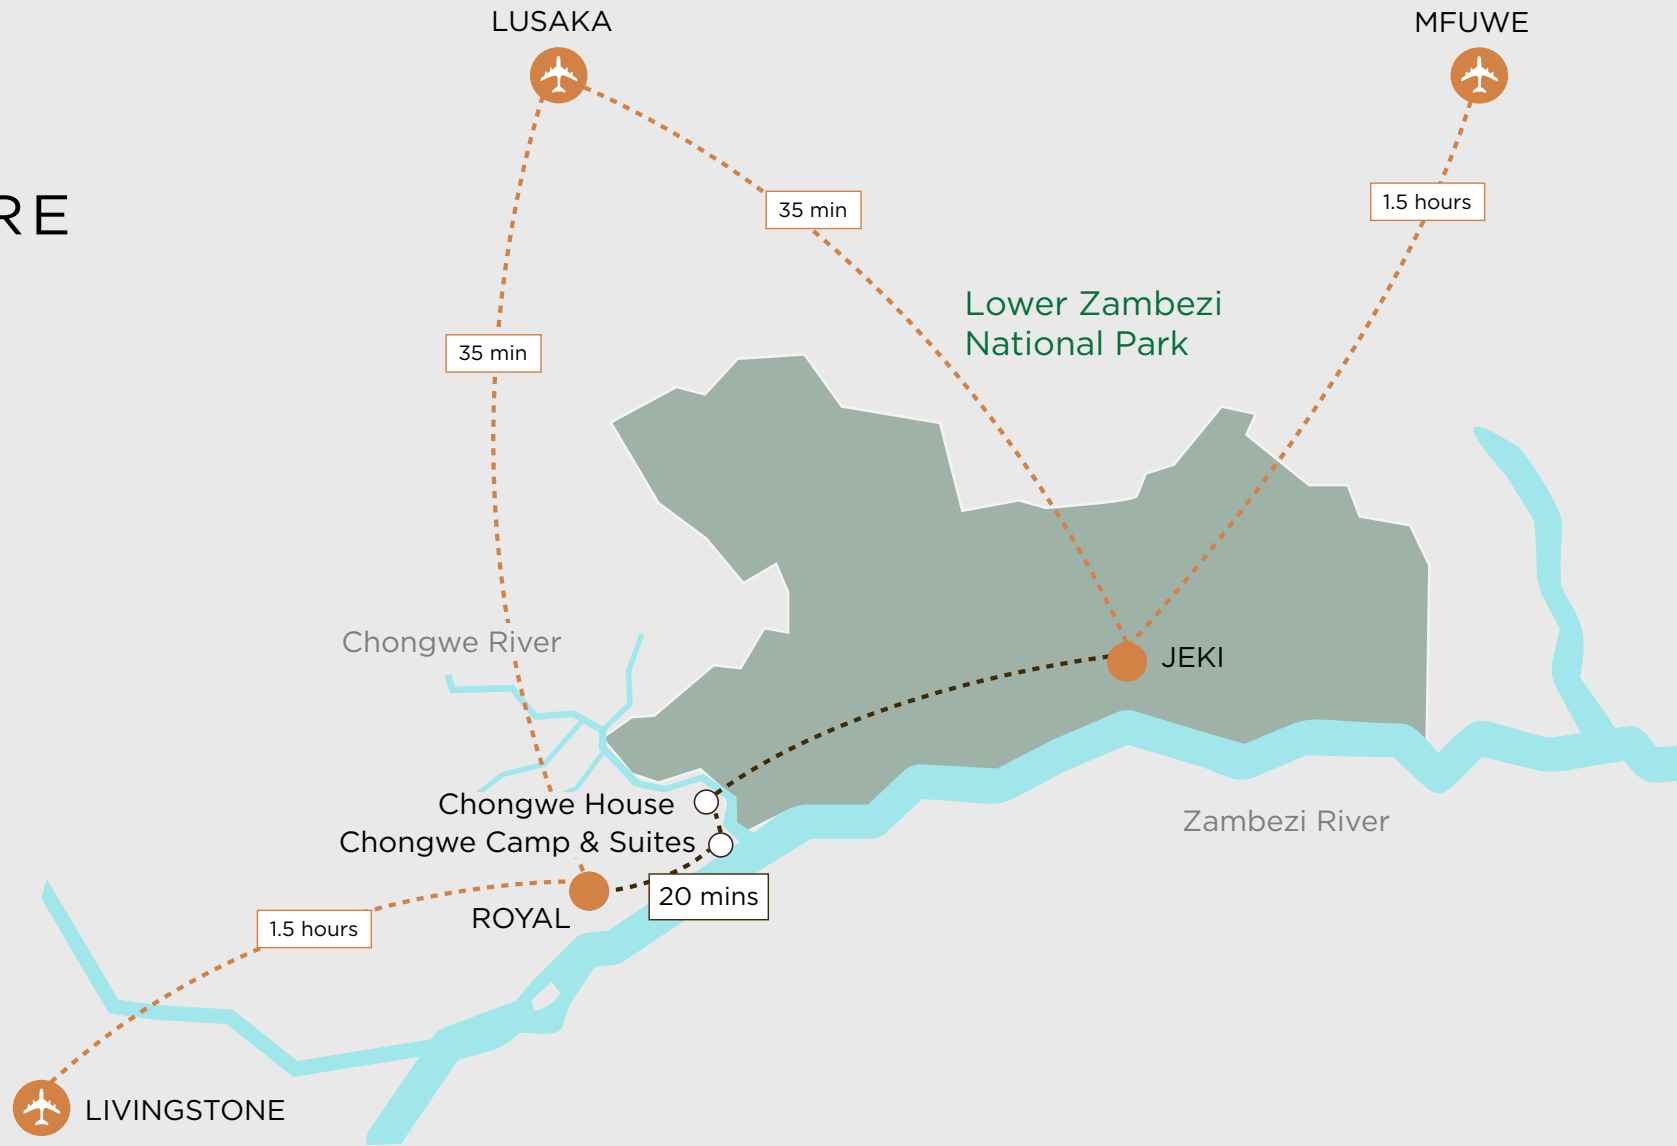 LUSAKA
MFUWE
RE
35 min
1.5 hours
Lower Zambezi
National Park
35 min
Chongwe River
JEKI
Chongwe House
Zambezi River
Chongwe Camp & Suites
20 mins
ROYAL
1.5 hours
LIVINGSTONE